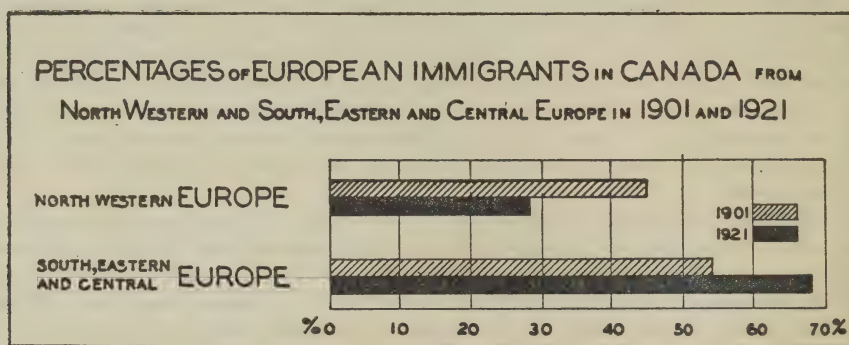 PERCENTAGES OF EUROPEAN IMMIGRANTS IN CANADA FROM
NORTH WESTERN AND SOUTH, EASTERN AND CENTRAL EUROPE IN 1901 AND 1921
NORTH WESTERN EUROPE
1901
1921
SOUTH, EASTERN
AND CENTRAL EUROPE
% 0 10 20 30 40 50 60 70%